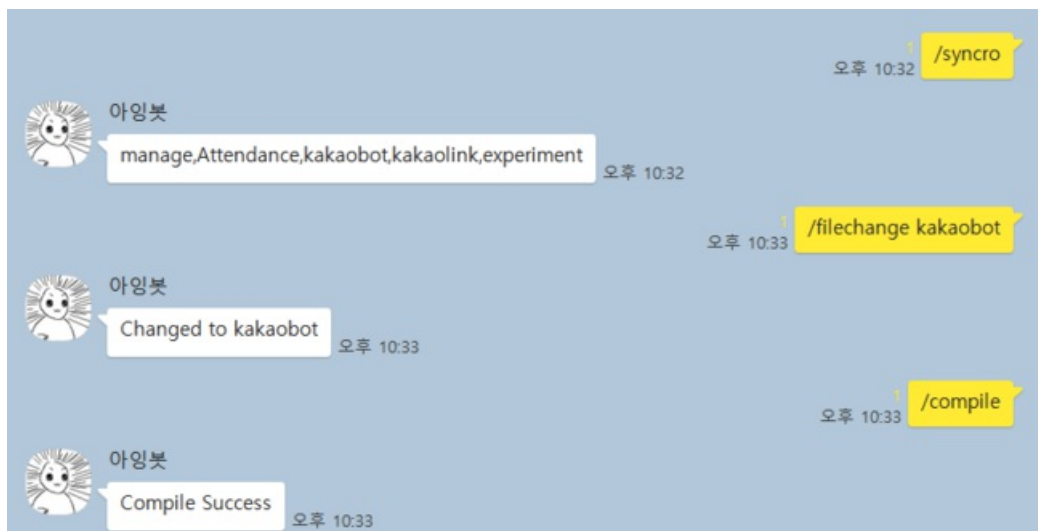 1
/syncro
오후 10:32
아잉봇
manage,Attendance,kakaobot,kakaolink,experiment
오후 10:32
1
/filechange kakaobot
오후 10:33
아잉봇
Changed to kakaobot
오후 10:33
1
/compile
오후 10:33
아잉봇
Compile Success
오후 10:33